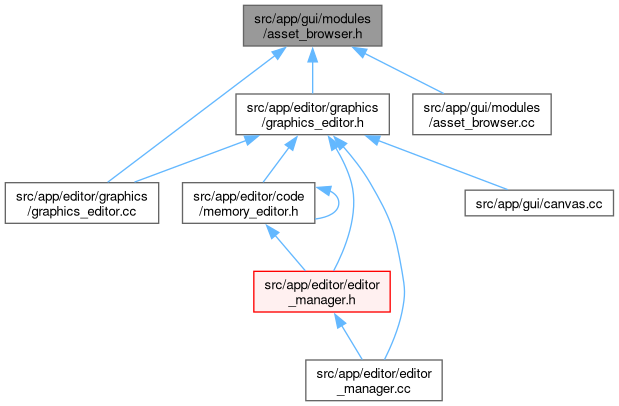 src/app/gui/modules
/asset_browser.h
src/app/editor/graphics
/graphics_editor.h
src/app/gui/modules
/asset_browser.cc
src/app/editor/graphics
/graphics_editor.cc
src/app/editor/code
/memory_editor.h
src/app/gui/canvas.cc
src/app/editor/editor
_manager.h
src/app/editor/editor
_manager.cc